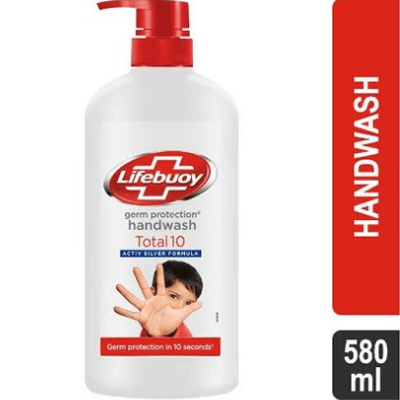 Lifebuoy
germ protection*
handwash
Total 10
ACTIV SILVER FORMULA
Germ protection in 10 seconds*
HANDWASH
580
ml